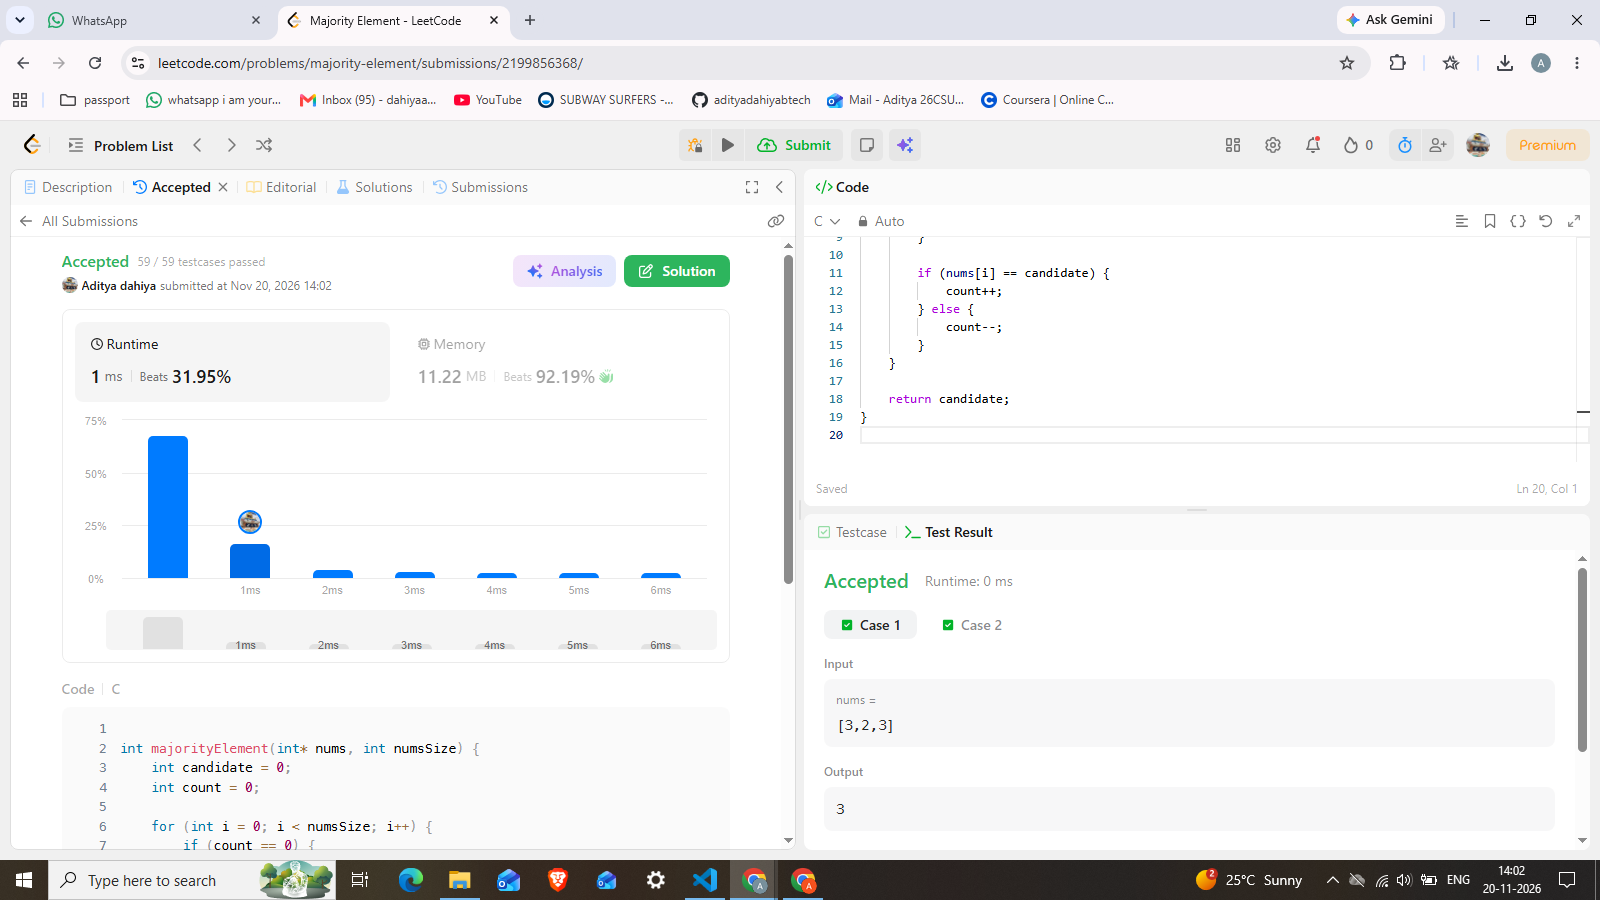 WhatsApp
Majority Element - LeetCode
Ask Gemini
leetcode.com/problems/majority-element/submissions/2199856368/
A
passport
whatsapp i am your...
Inbox (95) - dahiyaa...
YouTube
SUBWAY SURFERS -...
adityadahiyabtech
Mail - Aditya 26CSU...
Coursera | Online C...
Problem List
Submit
0
Premium
Description
Accepted
Editorial
Solutions
Submissions
All Submissions
Accepted 59 / 59 testcases passed
Aditya dahiya submitted at Nov 20, 2026 14:02
Analysis
Solution
Runtime
1 ms Beats 31.95%
Memory
11.22 MB Beats 92.19%
75%
50%
25%
0%
1ms 2ms 3ms 4ms 5ms 6ms
1ms 2ms 3ms 4ms 5ms 6ms
Code C
1
2 int majorityElement(int* nums, int numsSize) {
3     int candidate = 0;
4     int count = 0;
5
6     for (int i = 0; i < numsSize; i++) {
7         if (count == 0) {
Code
C Auto
9         }
10
11         if (nums[i] == candidate) {
12             count++;
13         } else {
14             count--;
15         }
16     }
17
18     return candidate;
19 }
20
Saved
Ln 20, Col 1
Testcase
Test Result
Accepted Runtime: 0 ms
Case 1
Case 2
Input
nums =
[3,2,3]
Output
3
Type here to search
2
25°C Sunny
ENG
14:02
20-11-2026